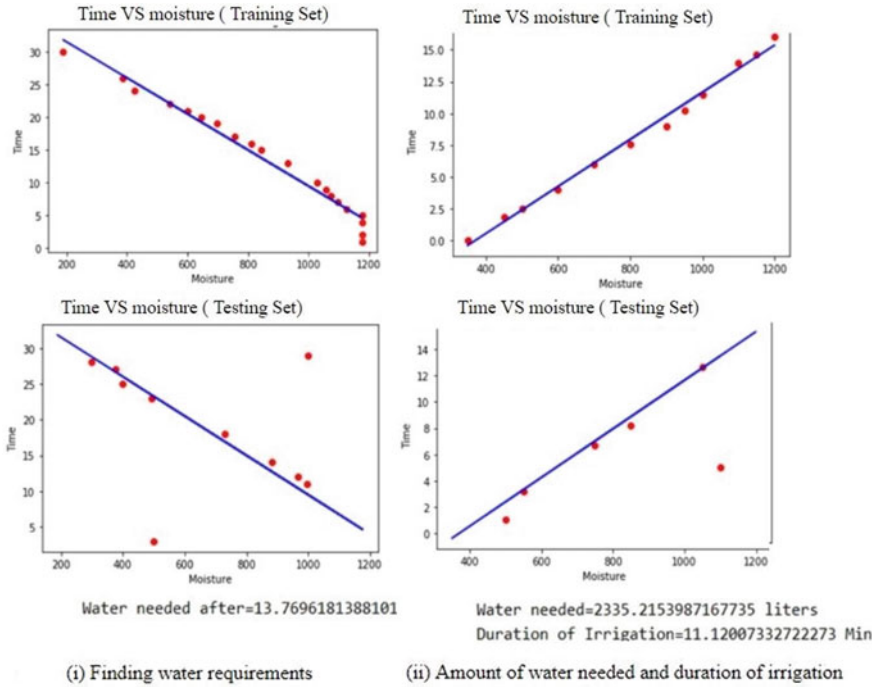 Time VS moisture ( Training Set)
30
25
20
15
10
5
0
Time
200 400 600 800 1000 1200
Moisture
Time VS moisture ( Training Set)
15.0
12.5
10.0
7.5
5.0
2.5
0.0
Time
400 600 800 1000 1200
Moisture
Time VS moisture ( Testing Set)
30
25
20
15
10
5
Time
200 400 600 800 1000 1200
Moisture
Time VS moisture ( Testing Set)
14
12
10
8
6
4
2
0
Time
400 600 800 1000 1200
Moisture
Water needed after=13.7696181388101
Water needed=2335.2153987167735 liters
Duration of Irrigation=11.12007332722273 Min
(i) Finding water requirements
(ii) Amount of water needed and duration of irrigation